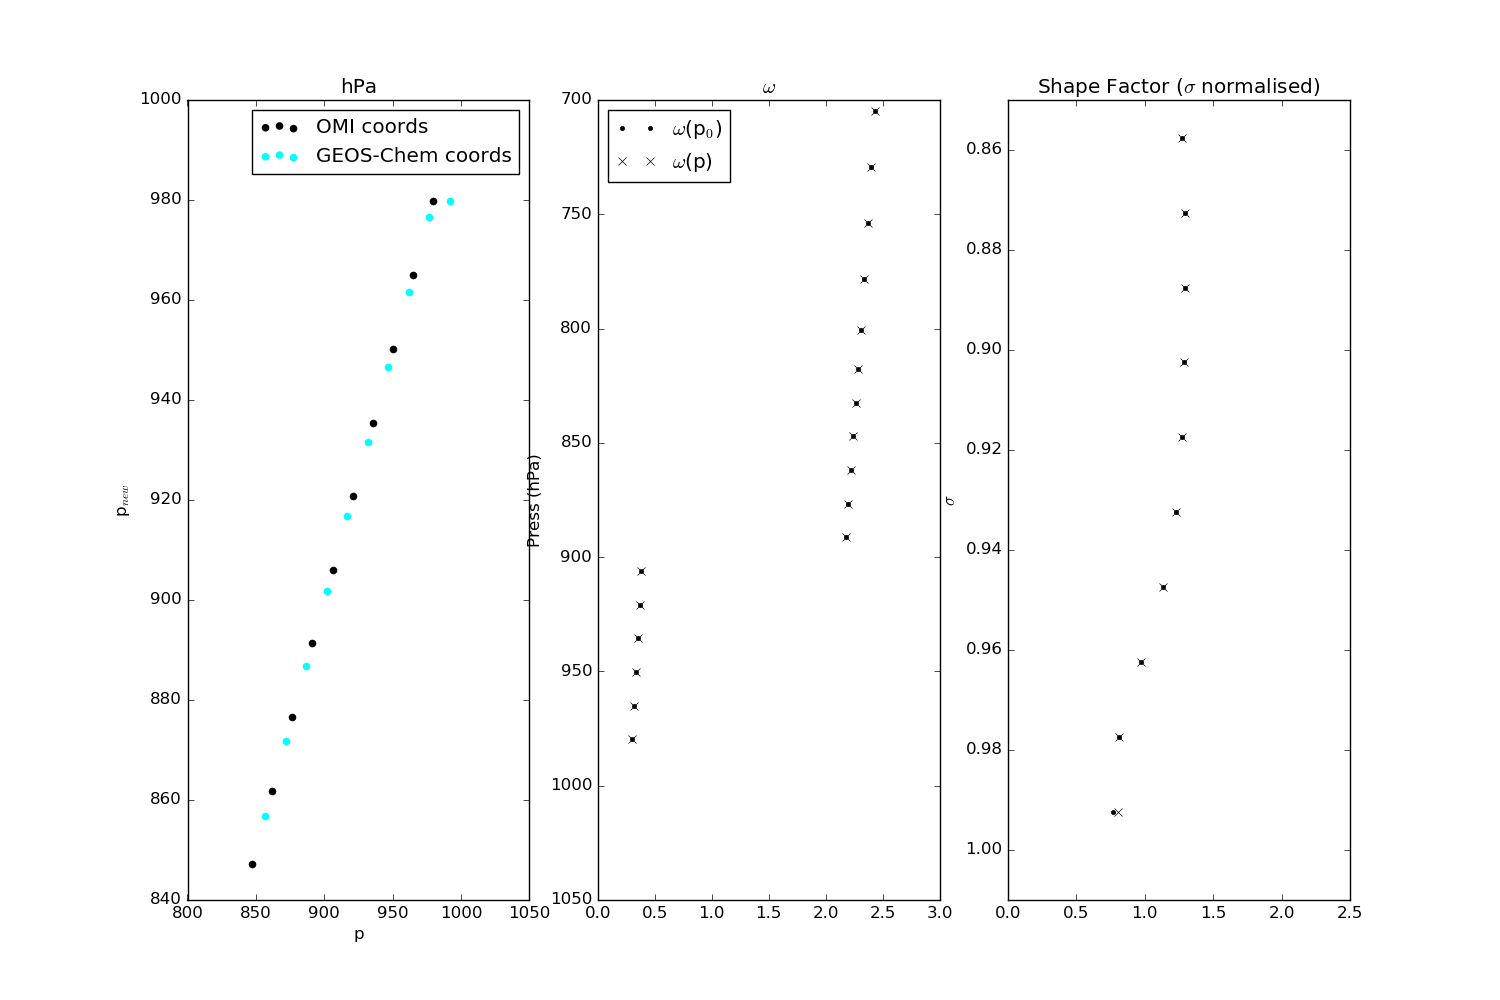 hPa
OMI coords
GEOS-Chem coords
1000
980
960
940
920
900
880
860
840
p_new
800 850 900 950 1000 1050
p
ω
ω(p₀)
ω(p)
700
750
800
850
900
950
1000
1050
Press (hPa)
0.0 0.5 1.0 1.5 2.0 2.5 3.0
Shape Factor (σ normalised)
0.86
0.88
0.90
0.92
0.94
0.96
0.98
1.00
σ
0.0 0.5 1.0 1.5 2.0 2.5